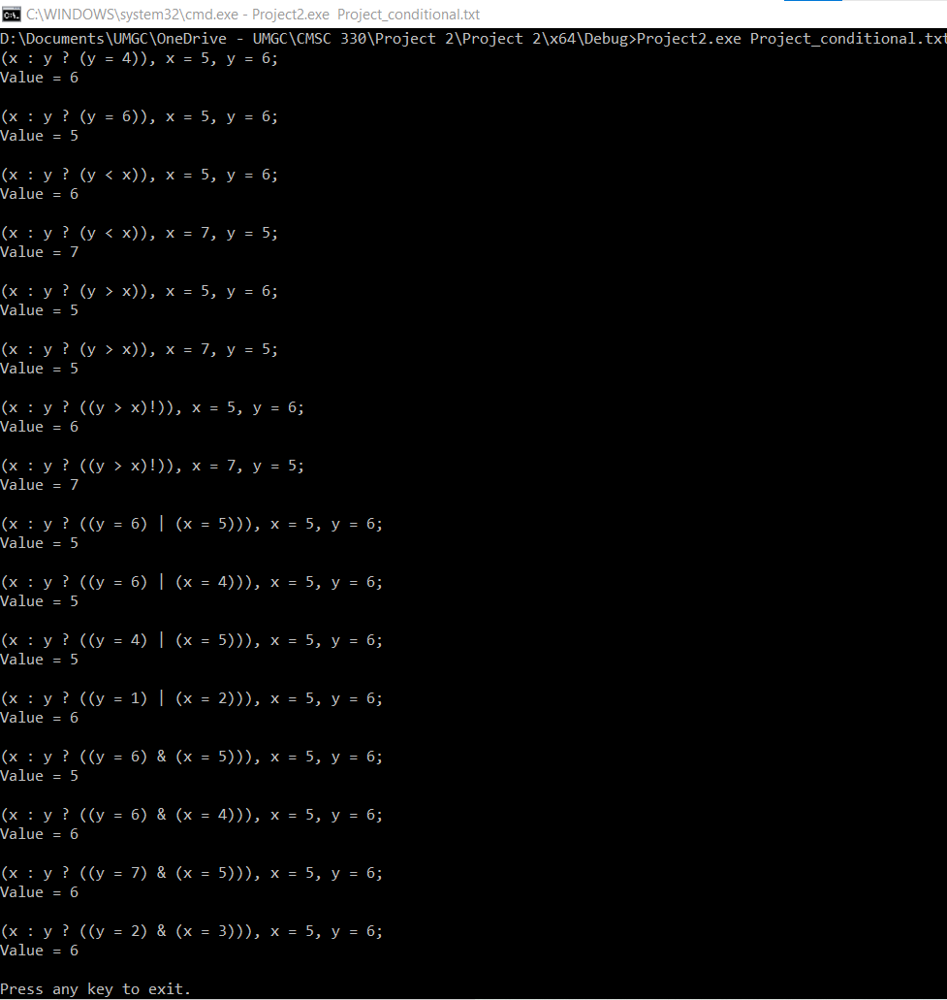 C:\WINDOWS\system32\cmd.exe - Project2.exe  Project_conditional.txt
D:\Documents\UMGC\OneDrive - UMGC\CMSC 330\Project 2\Project 2\x64\Debug>Project2.exe Project_conditional.txt
(x : y ? (y = 4)), x = 5, y = 6;
Value = 6
(x : y ? (y = 6)), x = 5, y = 6;
Value = 5
(x : y ? (y < x)), x = 5, y = 6;
Value = 6
(x : y ? (y < x)), x = 7, y = 5;
Value = 7
(x : y ? (y > x)), x = 5, y = 6;
Value = 5
(x : y ? (y > x)), x = 7, y = 5;
Value = 5
(x : y ? ((y > x)!)), x = 5, y = 6;
Value = 6
(x : y ? ((y > x)!)), x = 7, y = 5;
Value = 7
(x : y ? ((y = 6) | (x = 5))), x = 5, y = 6;
Value = 5
(x : y ? ((y = 6) | (x = 4))), x = 5, y = 6;
Value = 5
(x : y ? ((y = 4) | (x = 5))), x = 5, y = 6;
Value = 5
(x : y ? ((y = 1) | (x = 2))), x = 5, y = 6;
Value = 6
(x : y ? ((y = 6) & (x = 5))), x = 5, y = 6;
Value = 5
(x : y ? ((y = 6) & (x = 4))), x = 5, y = 6;
Value = 6
(x : y ? ((y = 7) & (x = 5))), x = 5, y = 6;
Value = 6
(x : y ? ((y = 2) & (x = 3))), x = 5, y = 6;
Value = 6
Press any key to exit.